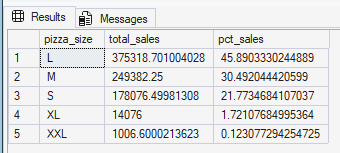 Results Messages
pizza_size total_sales pct_sales
1 L 375318.701004028 45.8903330244889
2 M 249382.25 30.492044420599
3 S 178076.49981308 21.7734684107037
4 XL 14076 1.72107684995364
5 XXL 1006.6000213623 0.123077294254725